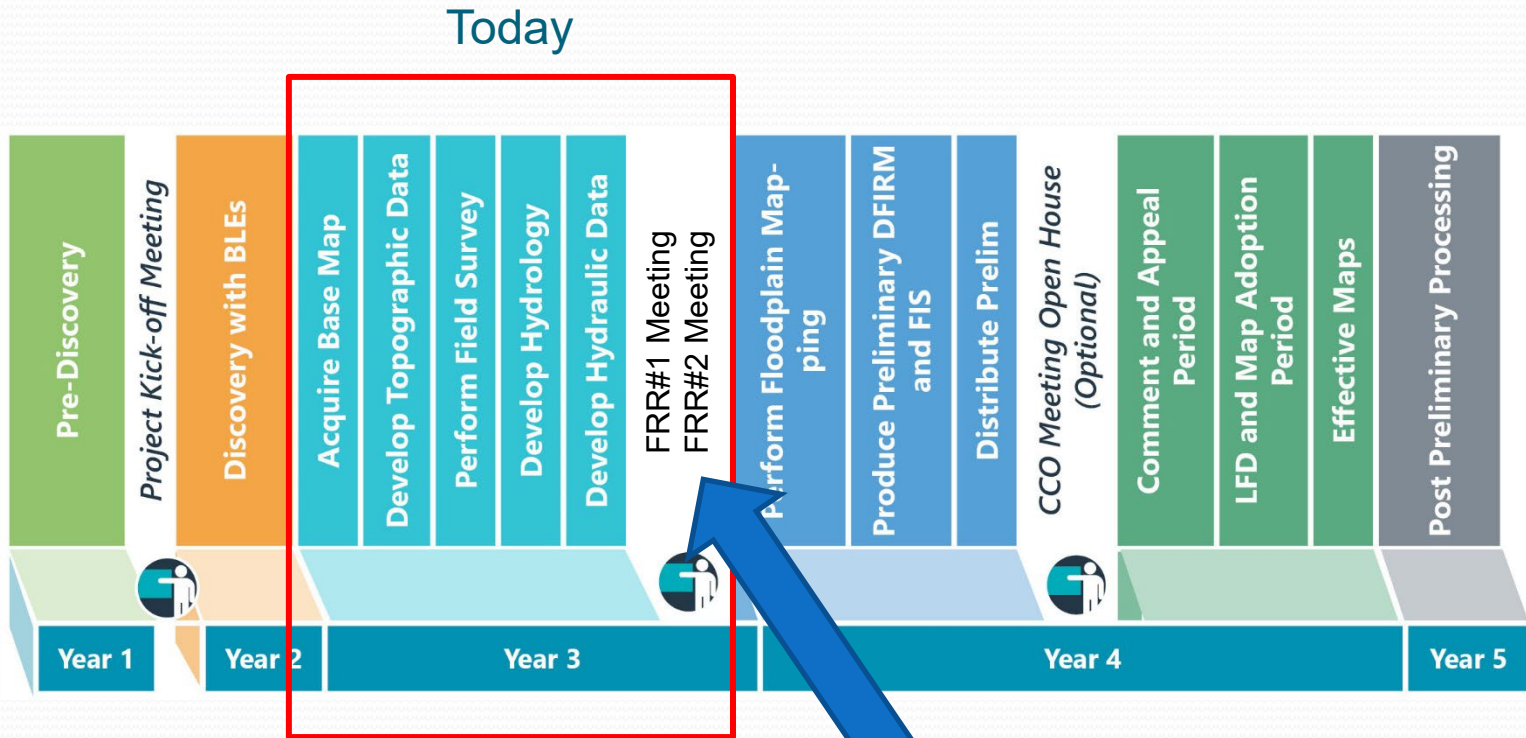 Today
Pre-Discovery
Project Kick-off Meeting
Discovery with BLEs
Acquire Base Map
Develop Topographic Data
Perform Field Survey
Develop Hydrology
Develop Hydraulic Data
FRR#1 Meeting
FRR#2 Meeting
Perform Floodplain Map-
ping
Produce Preliminary DFIRM
and FIS
Distribute Prelim
CCO Meeting Open House
(Optional)
Comment and Appeal
Period
LFD and Map Adoption
Period
Effective Maps
Post Preliminary Processing
Year 1
Year 2
Year 3
Year 4
Year 5